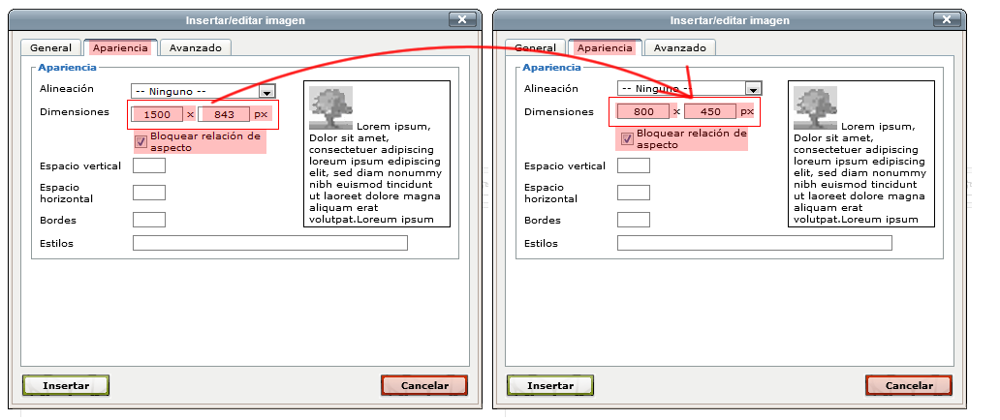 Insertar/editar imagen
General Apariencia Avanzado
Apariencia
Alineación -- Ninguno --
Dimensiones 1500 x 843 px
Bloquear relación de
aspecto
Espacio vertical
Espacio
horizontal
Bordes
Estilos
Lorem ipsum,
Dolor sit amet,
consectetuer adipiscing
loreum ipsum edipiscing
elit, sed diam nonummy
nibh euismod tincidunt
ut laoreet dolore magna
aliquam erat
volutpat.Loreum ipsum
Insertar Cancelar
Insertar/editar imagen
General Apariencia Avanzado
Apariencia
Alineación -- Ninguno --
Dimensiones 800 x 450 px
Bloquear relación de
aspecto
Espacio vertical
Espacio
horizontal
Bordes
Estilos
Lorem ipsum,
Dolor sit amet,
consectetuer adipiscing
loreum ipsum edipiscing
elit, sed diam nonummy
nibh euismod tincidunt
ut laoreet dolore magna
aliquam erat
volutpat.Loreum ipsum
Insertar Cancelar